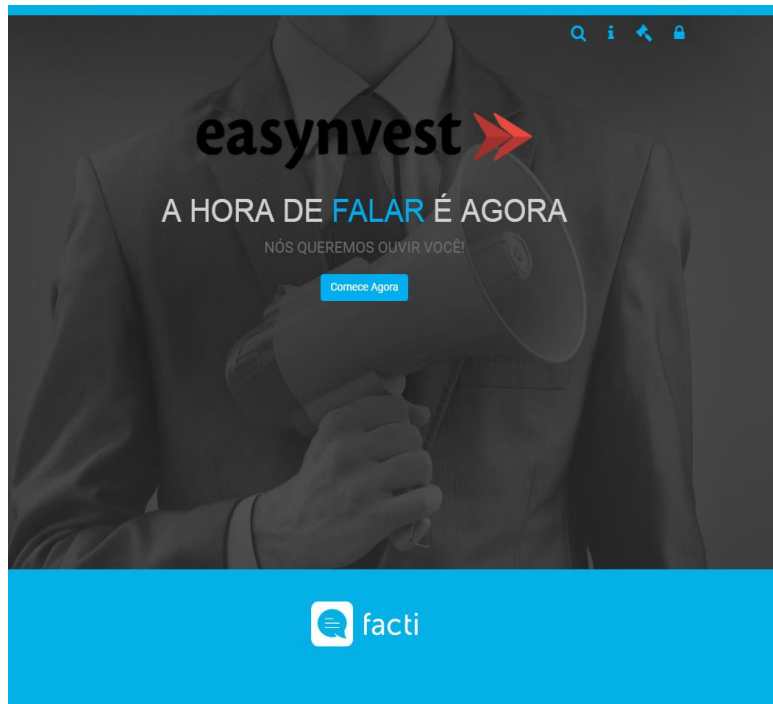 easynvest
A HORA DE FALAR É AGORA
NÓS QUEREMOS OUVIR VOCÊ!
Comece Agora
facti